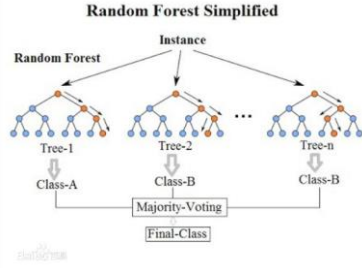 Random Forest Simplified
Instance
Random Forest
...
Tree-1
Tree-2
Tree-n
Class-A
Class-B
Class-B
Majority-Voting
Final-Class